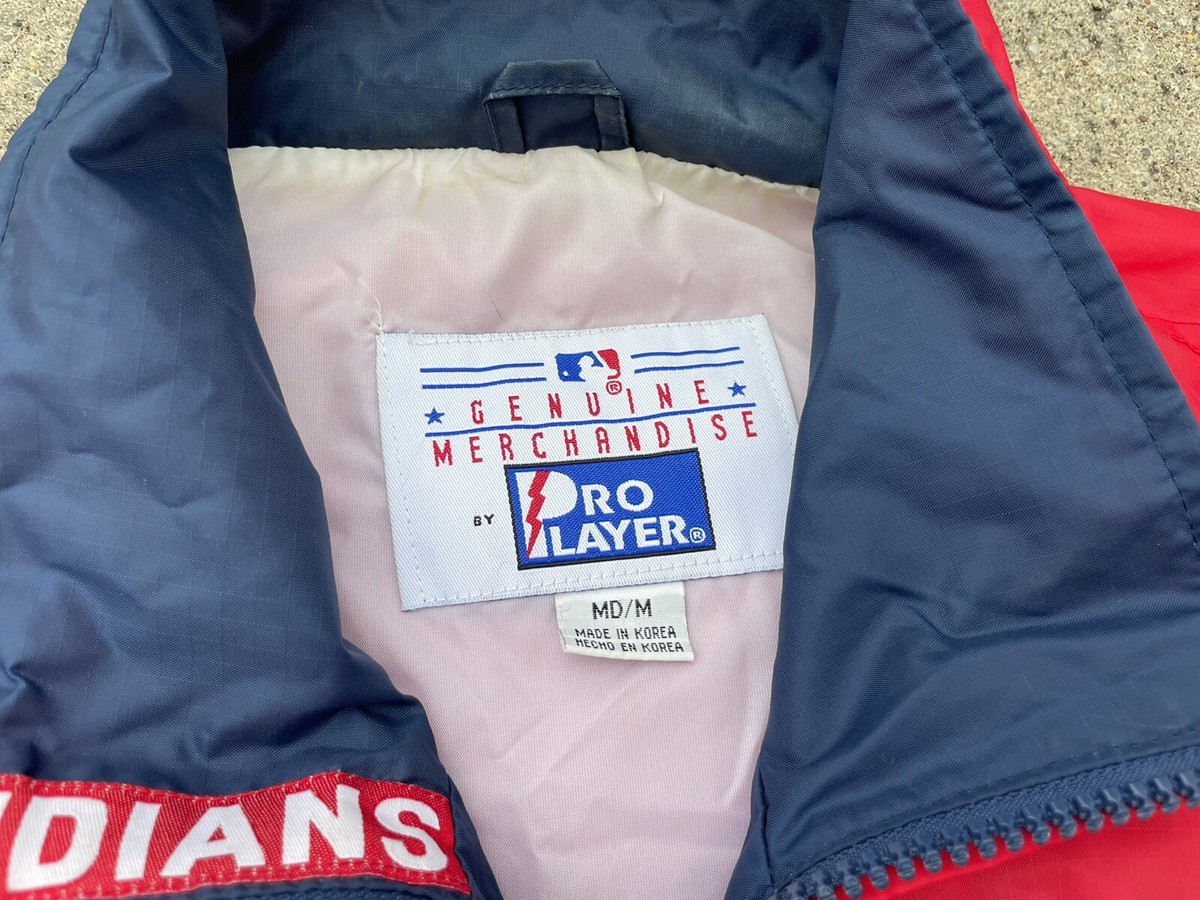 GENUINE
MERCHANDISE
BY PRO
PLAYER®
MD/M
MADE IN KOREA
HECHO EN KOREA
DIANS